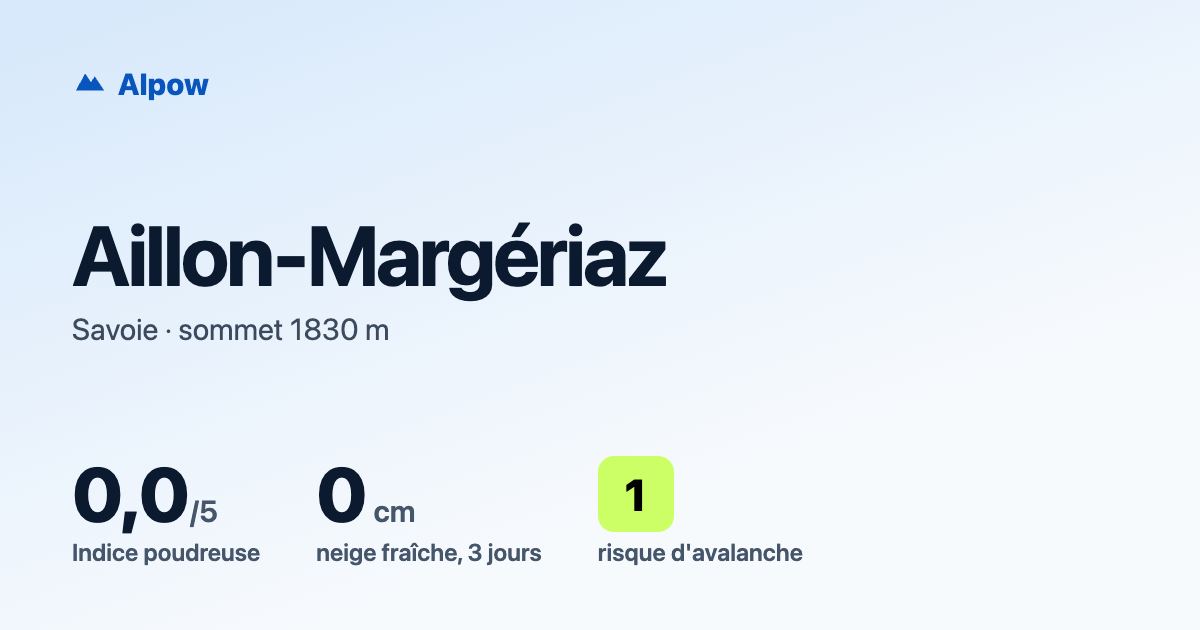 Alpow
Aillon-Margériaz
Savoie · sommet 1830 m
0,0/5
Indice poudreuse
0 cm
neige fraîche, 3 jours
1
risque d'avalanche